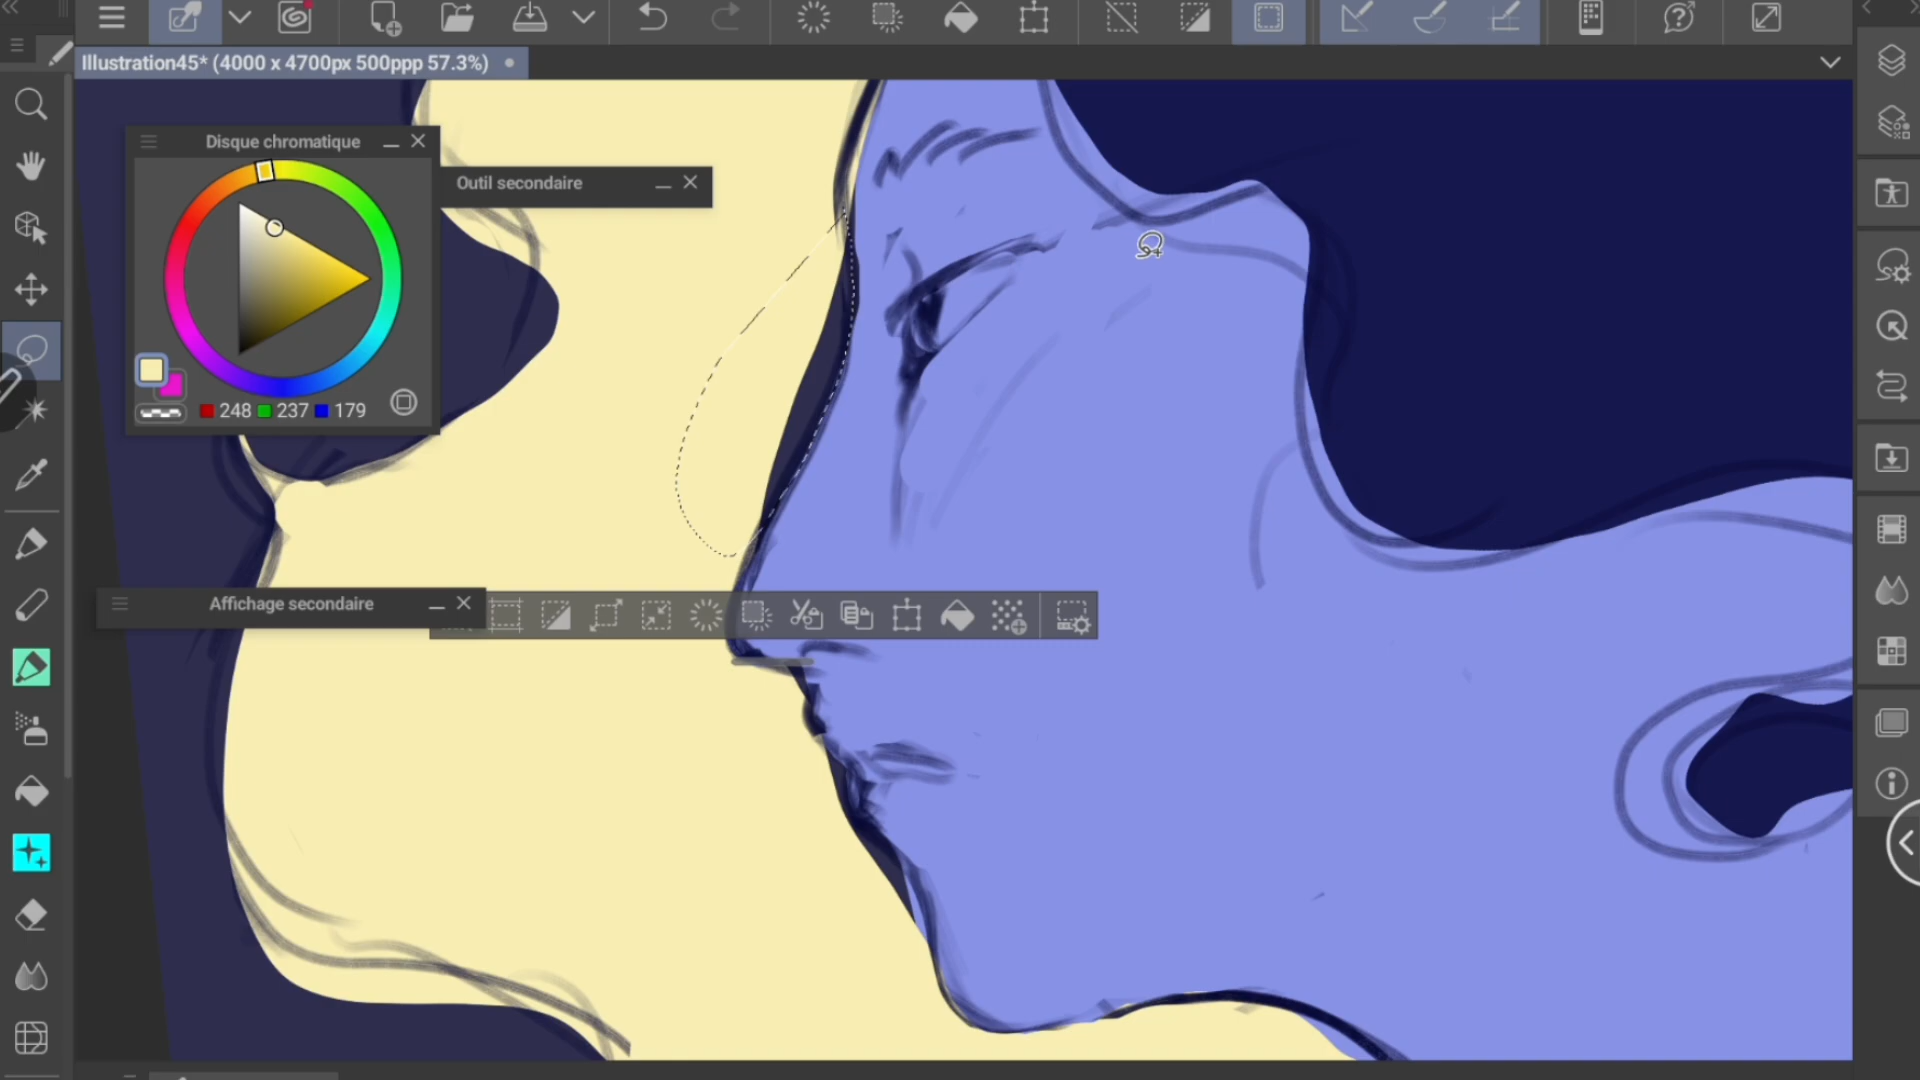 Illustration45* (4000 x 4700px 500ppp 57.3%)
Disque chromatique
Outil secondaire
248 237 179
Affichage secondaire